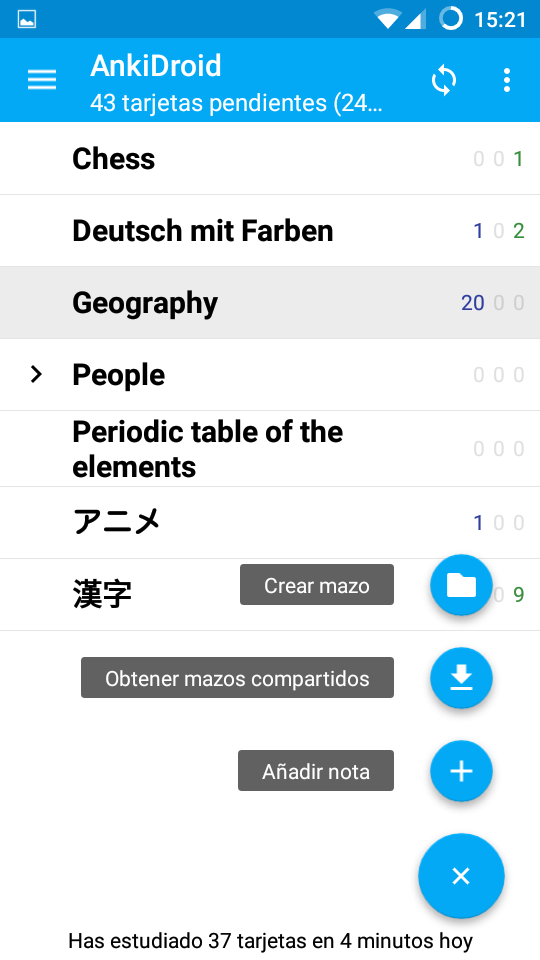 15:21
AnkiDroid
43 tarjetas pendientes (24…
Chess 0 0 1
Deutsch mit Farben 1 0 2
Geography 20 0 0
People 0 0 0
Periodic table of the
elements 0 0 0
アニメ 1 0 0
漢字 0 9
Crear mazo
Obtener mazos compartidos
Añadir nota
Has estudiado 37 tarjetas en 4 minutos hoy